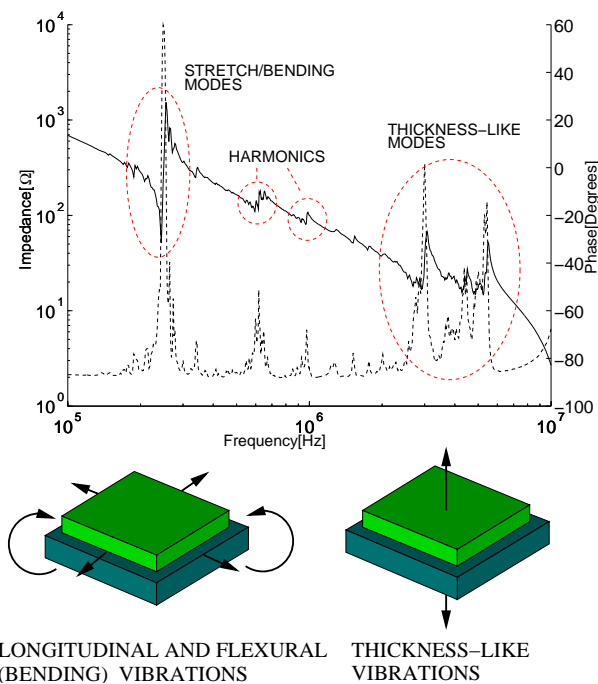 10^4
60
STRETCH/BENDING
MODES
40
10^3
20
THICKNESS−LIKE
MODES
HARMONICS
0
Impedance[Ω]
Phase[Degrees]
10^2
−20
−40
10^1
−60
−80
10^0
−100
10^5
10^6
10^7
Frequency[Hz]
LONGITUDINAL AND FLEXURAL
(BENDING) VIBRATIONS
THICKNESS−LIKE
VIBRATIONS